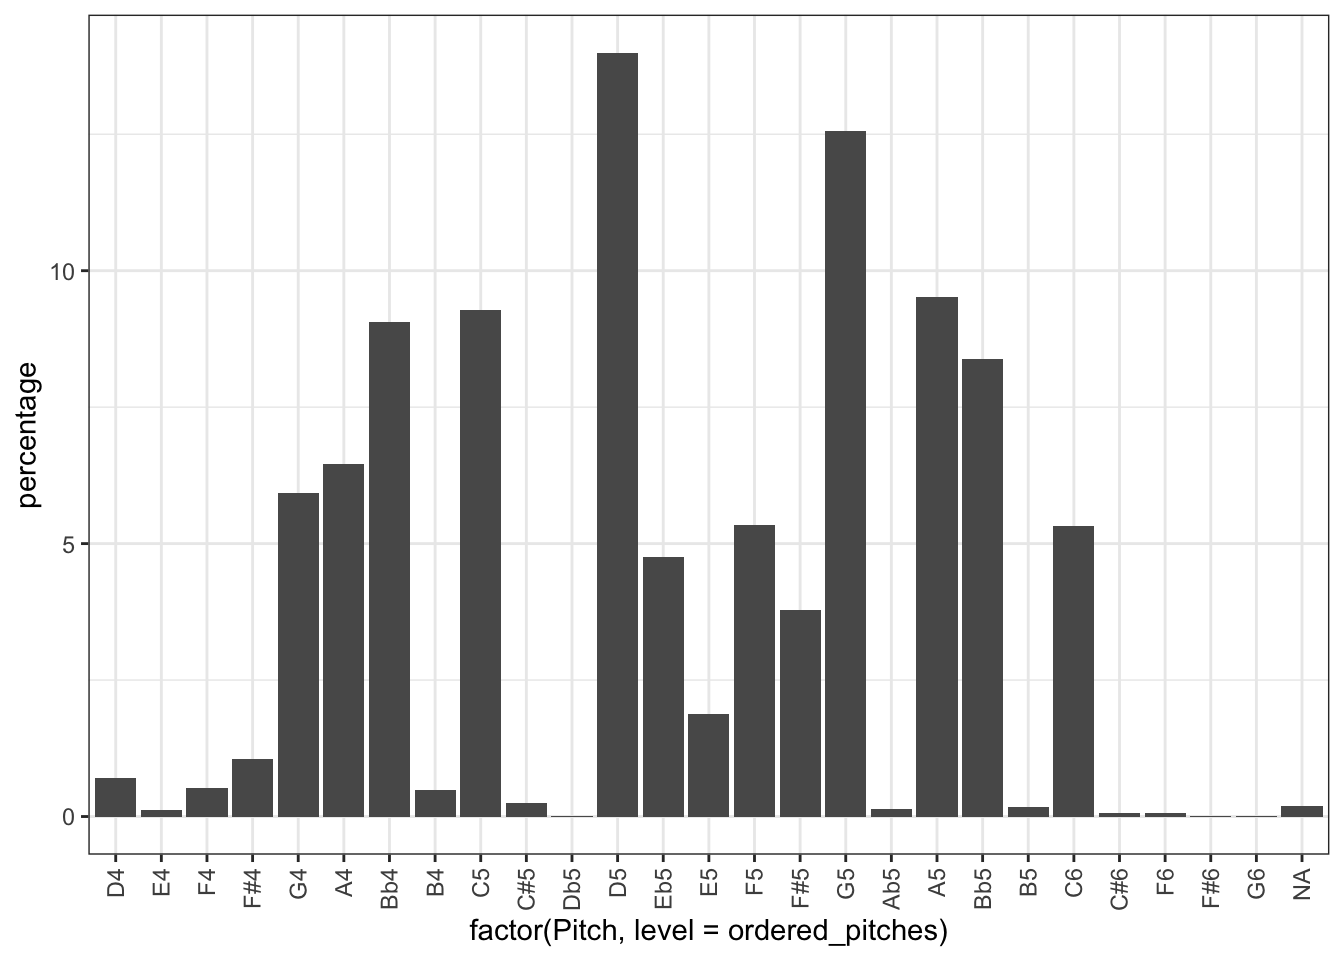 percentage
10
5
0
D4 E4 F4 F#4 G4 A4 Bb4 B4 C5 C#5 Db5 D5 Eb5 E5 F5 F#5 G5 Ab5 A5 Bb5 B5 C6 C#6 F6 F#6 G6 NA
factor(Pitch, level = ordered_pitches)